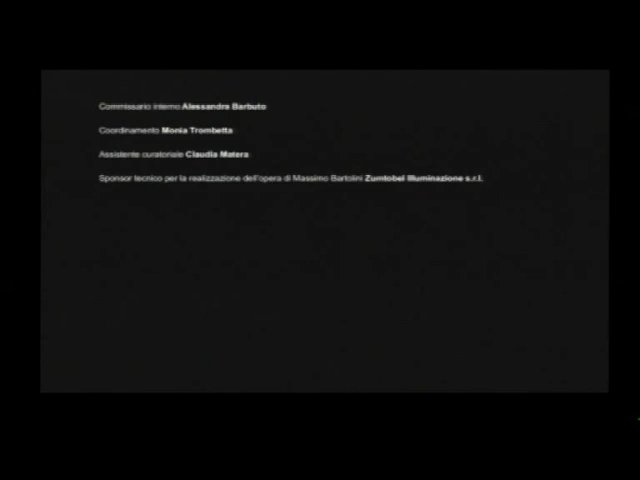 Commissario interno Alessandra Barbuto
Coordinamento Monia Trombetta
Assistente curatoriale Claudia Matera
Sponsor tecnico per la realizzazione dell'opera di Massimo Bartolini Zumtobel Illuminazione s.r.l.